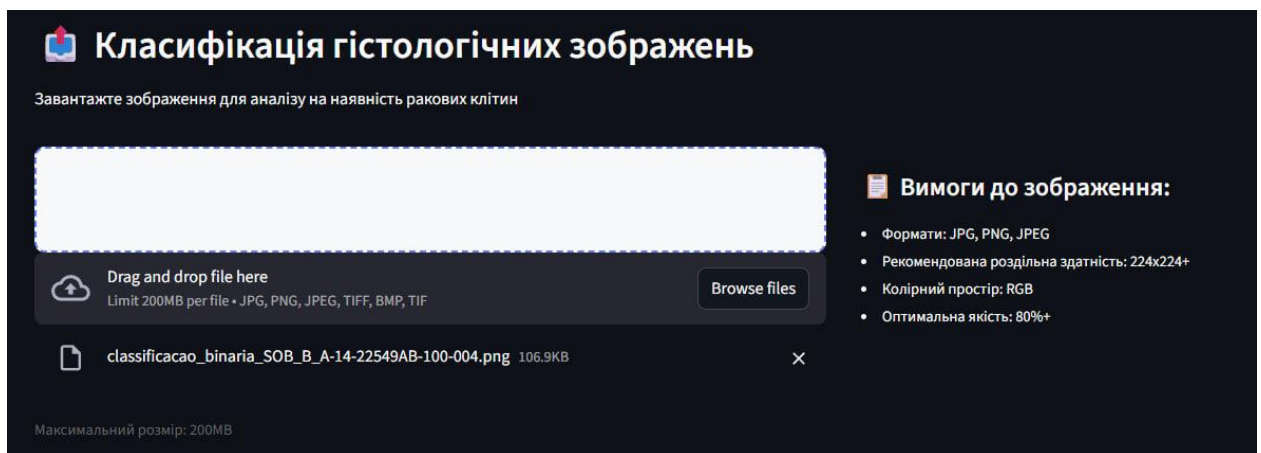 Класифікація гістологічних зображень
Завантажте зображення для аналізу на наявність ракових клітин
Drag and drop file here
Limit 200MB per file • JPG, PNG, JPEG, TIFF, BMP, TIF
Browse files
classificacao_binaria_SOB_B_A-14-22549AB-100-004.png 106.9KB
Максимальний розмір: 200MB
Вимоги до зображення:
• Формати: JPG, PNG, JPEG
• Рекомендована роздільна здатність: 224x224+
• Колірний простір: RGB
• Оптимальна якість: 80%+